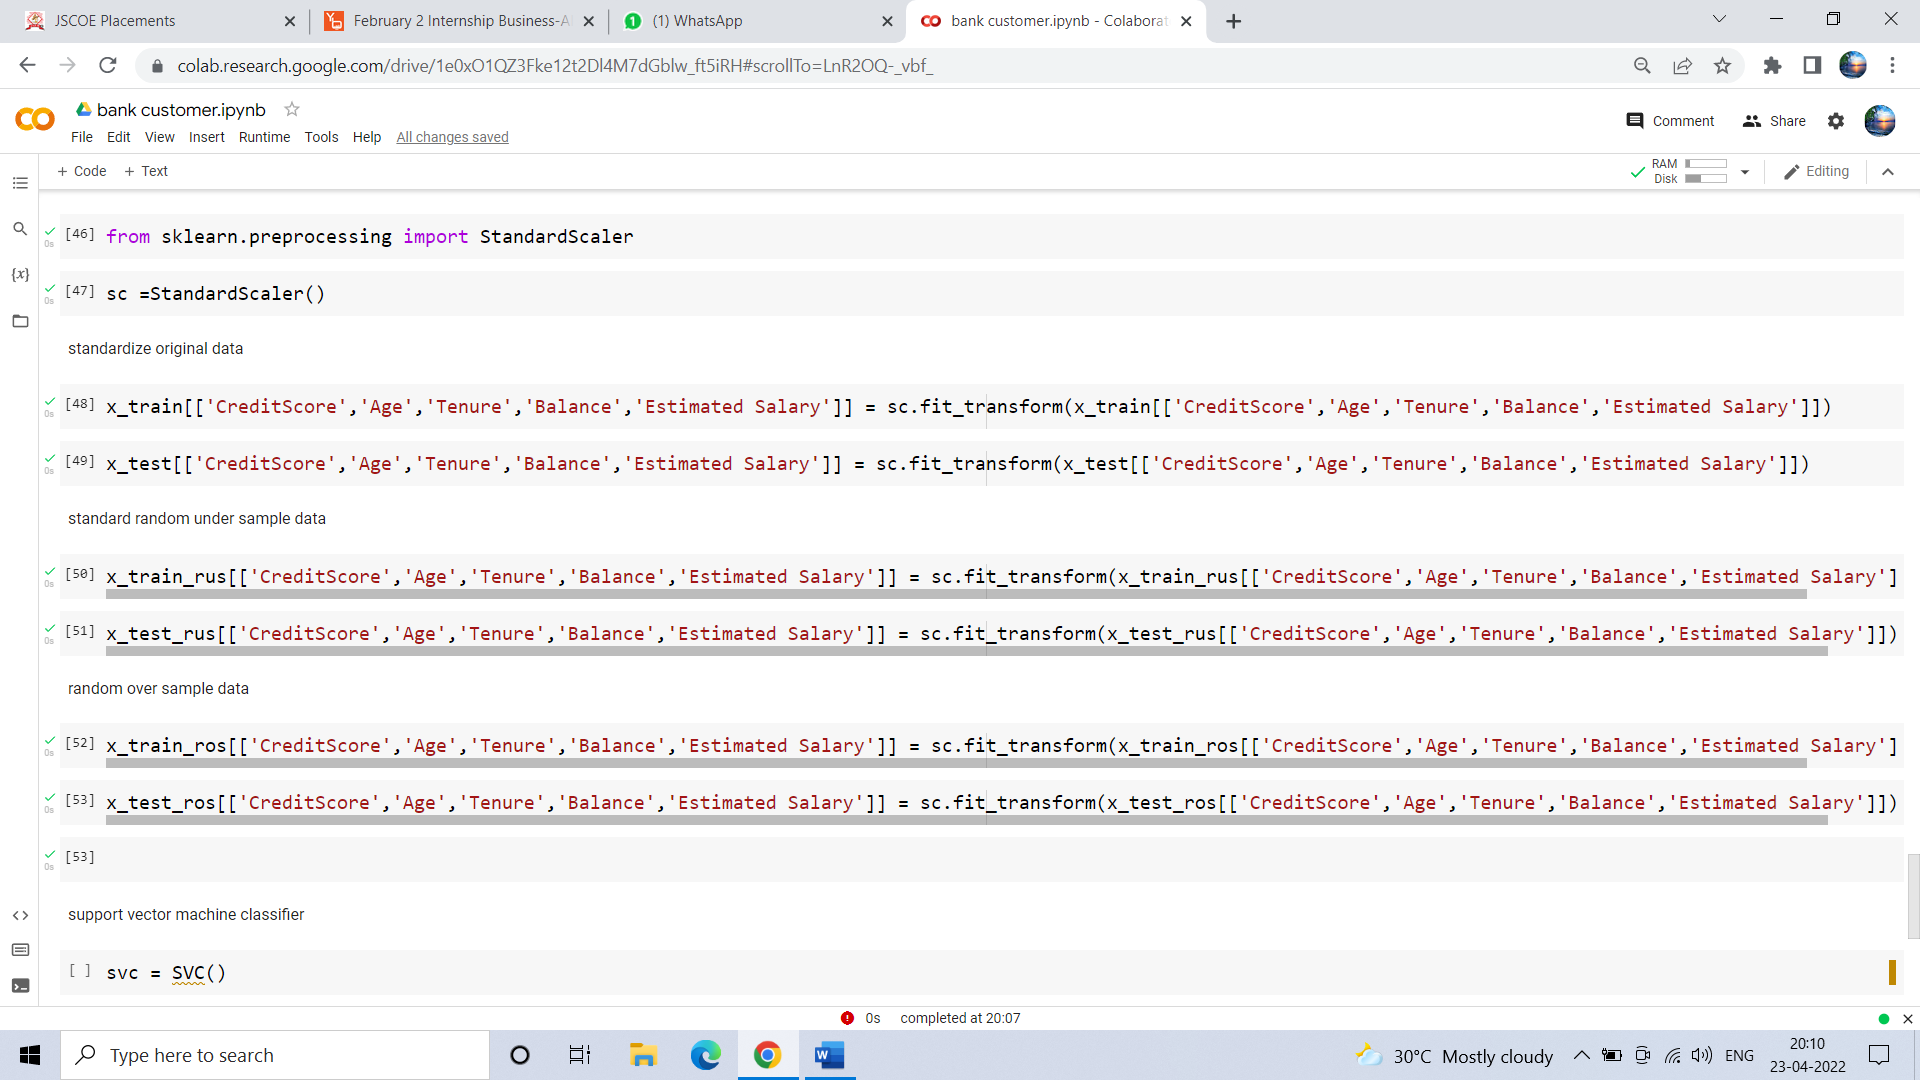 JSCOE Placements
February 2 Internship Business-A
(1) WhatsApp
bank customer.ipynb - Colaborat
colab.research.google.com/drive/1e0xO1QZ3Fke12t2Dl4M7dGblw_ft5iRH#scrollTo=LnR2OQ-_vbf_
bank customer.ipynb
File Edit View Insert Runtime Tools Help All changes saved
Comment Share
+ Code + Text
RAM
Disk
Editing
[46] from sklearn.preprocessing import StandardScaler
0s
[47] sc =StandardScaler()
0s
standardize original data
[48] x_train[['CreditScore','Age','Tenure','Balance','Estimated Salary']] = sc.fit_transform(x_train[['CreditScore','Age','Tenure','Balance','Estimated Salary']])
0s
[49] x_test[['CreditScore','Age','Tenure','Balance','Estimated Salary']] = sc.fit_transform(x_test[['CreditScore','Age','Tenure','Balance','Estimated Salary']])
0s
standard random under sample data
[50] x_train_rus[['CreditScore','Age','Tenure','Balance','Estimated Salary']] = sc.fit_transform(x_train_rus[['CreditScore','Age','Tenure','Balance','Estimated Salary']
0s
[51] x_test_rus[['CreditScore','Age','Tenure','Balance','Estimated Salary']] = sc.fit_transform(x_test_rus[['CreditScore','Age','Tenure','Balance','Estimated Salary']])
0s
random over sample data
[52] x_train_ros[['CreditScore','Age','Tenure','Balance','Estimated Salary']] = sc.fit_transform(x_train_ros[['CreditScore','Age','Tenure','Balance','Estimated Salary']
0s
[53] x_test_ros[['CreditScore','Age','Tenure','Balance','Estimated Salary']] = sc.fit_transform(x_test_ros[['CreditScore','Age','Tenure','Balance','Estimated Salary']])
0s
[53]
0s
support vector machine classifier
[ ] svc = SVC()
0s completed at 20:07
Type here to search
30°C Mostly cloudy
ENG
20:10
23-04-2022